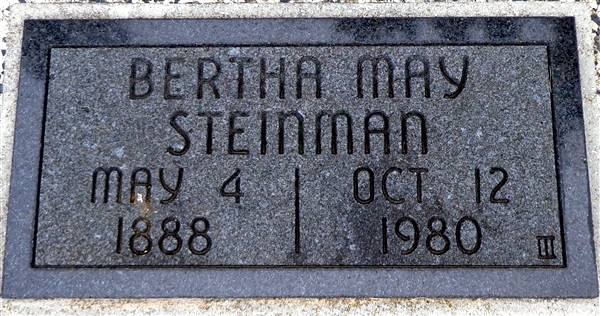 BERTHA MAY
STEINMAN
MAY 4 OCT 12
1888 1980